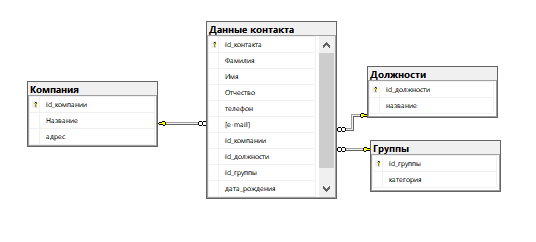 Данные контакта
id_контакта
Фамилия
Имя
Отчество
телефон
[e-mail]
id_компании
id_должности
id_группы
дата_рождения
Компания
id_компании
Название
адрес
Должности
id_должности
название
Группы
id_группы
категория